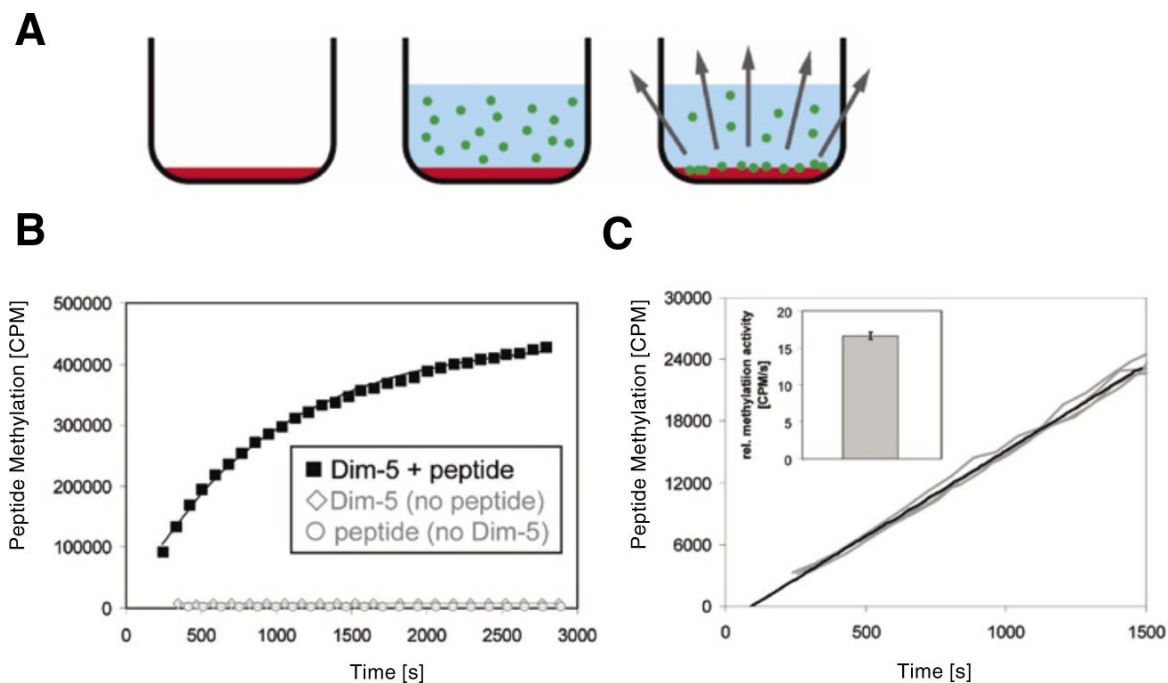 A
B
Peptide Methylation [CPM]
500000
400000
300000
200000
100000
0
Dim-5 + peptide
Dim-5 (no peptide)
peptide (no Dim-5)
0
500
1000
1500
2000
2500
3000
Time [s]
C
Peptide Methylation [CPM]
30000
24000
18000
12000
6000
0
rel. methylatiion activity
[CPM/s]
20
15
10
5
0
0
500
1000
1500
Time [s]